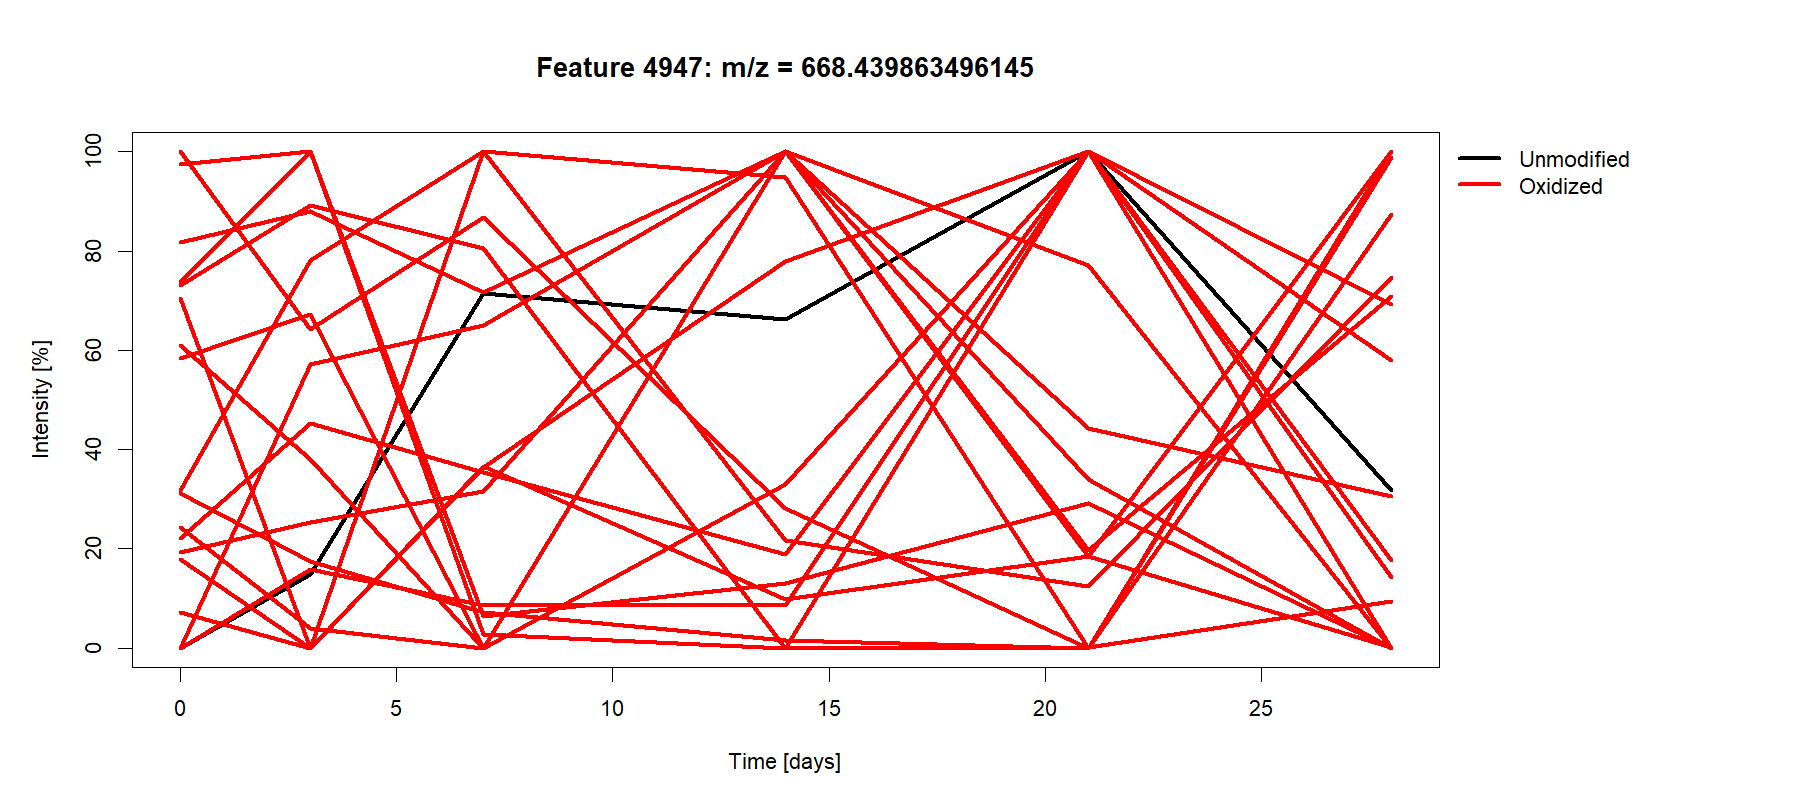 Feature 4947: m/z = 668.439863496145
Unmodified
Oxidized
Intensity [%]
100
80
60
40
20
0
0 5 10 15 20 25
Time [days]